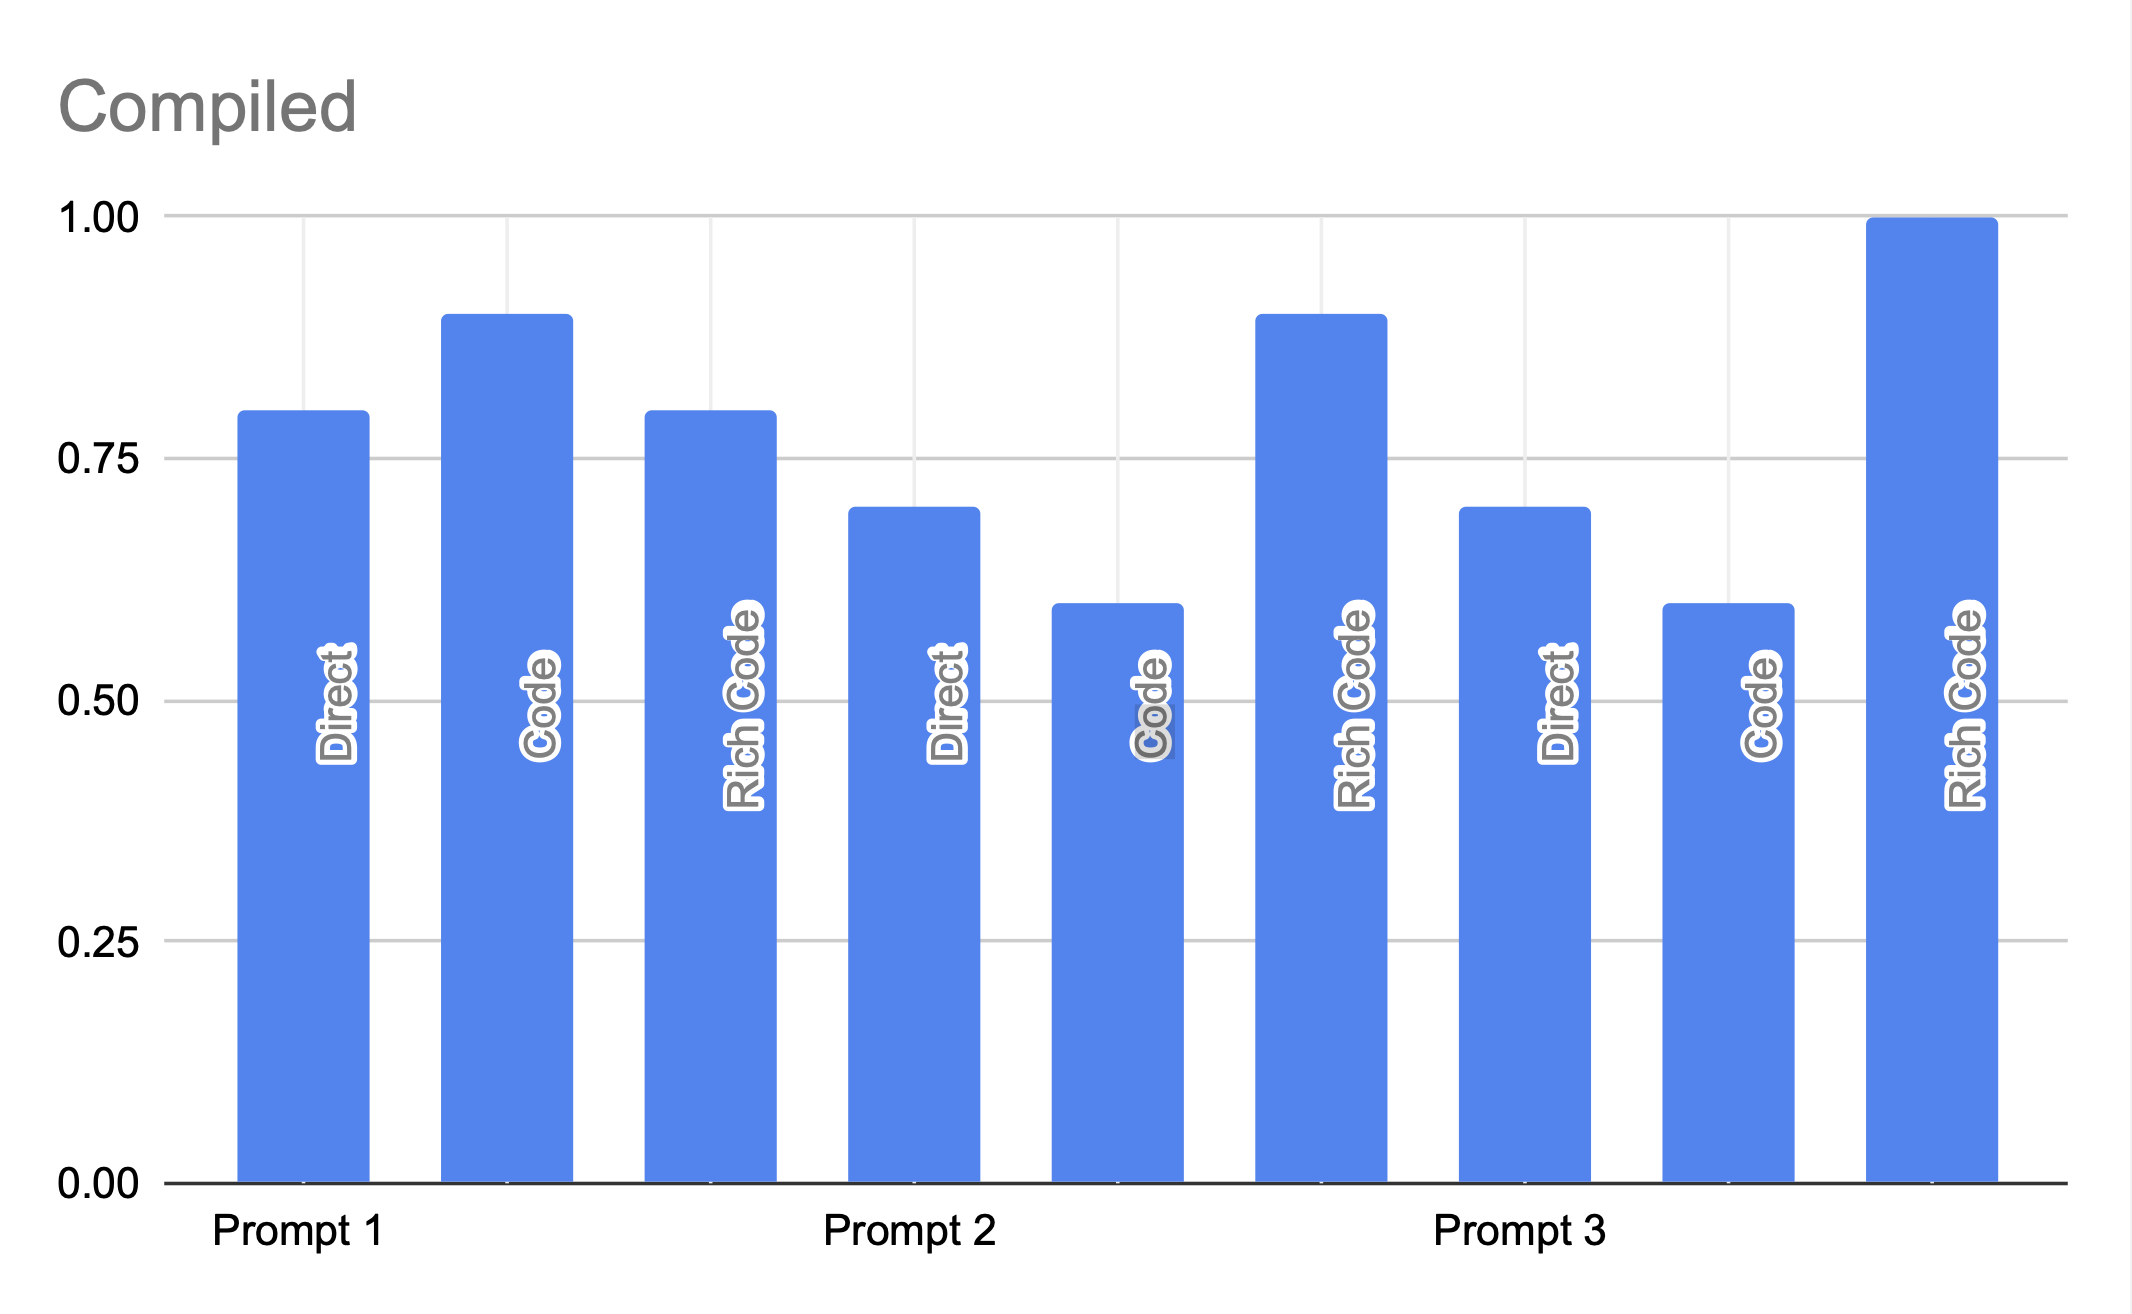 Compiled
1.00
0.75
0.50
0.25
0.00
Direct
Code
Rich Code
Direct
Code
Rich Code
Direct
Code
Rich Code
Prompt 1
Prompt 2
Prompt 3